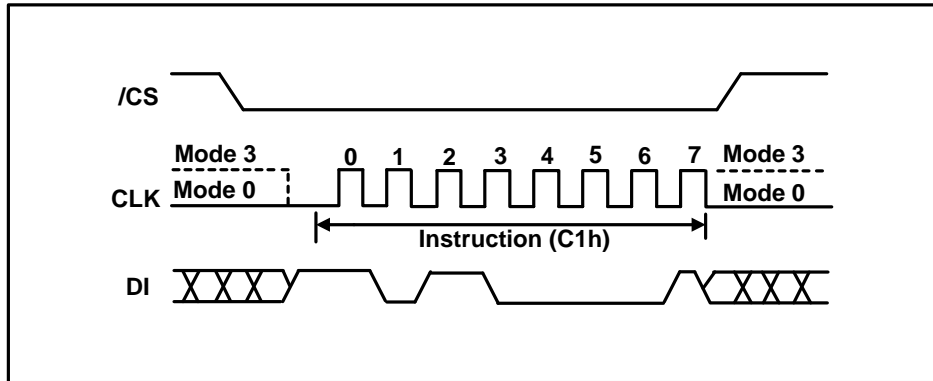 /CS
Mode 3
0 1 2 3 4 5 6 7
Mode 3
CLK
Mode 0
Mode 0
Instruction (C1h)
DI